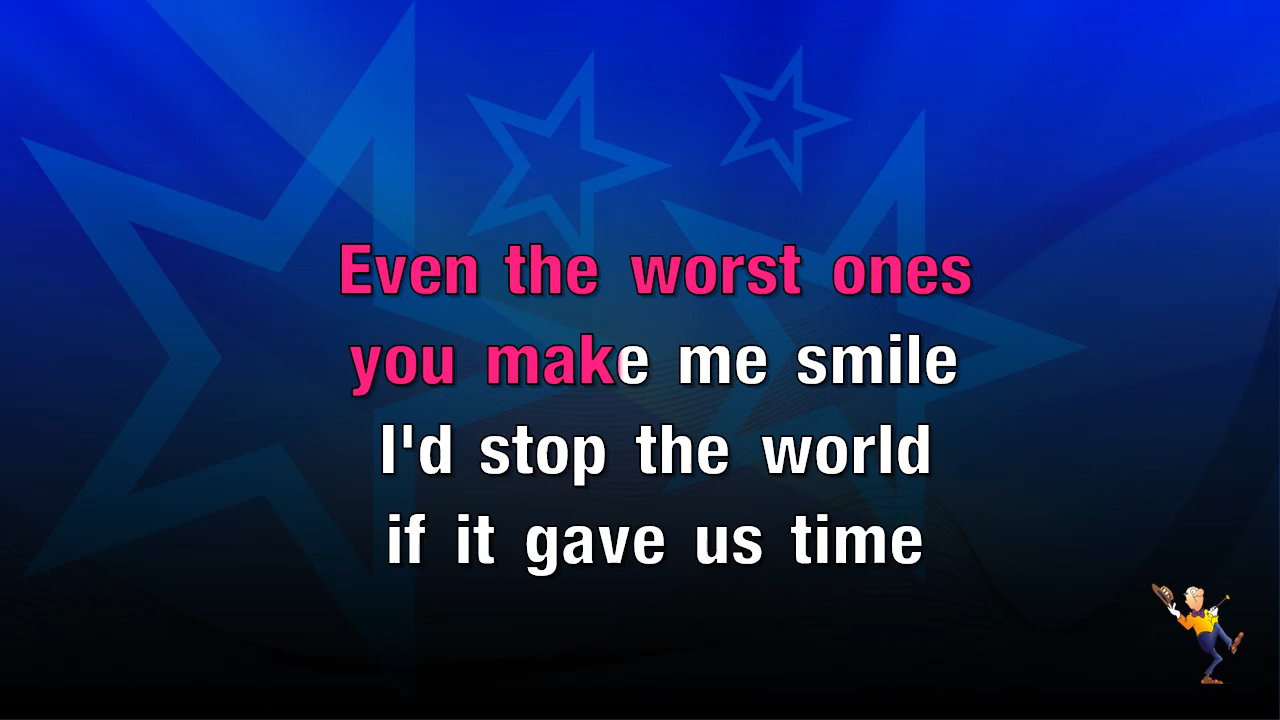 Even the worst ones
you make me smile
I'd stop the world
if it gave us time